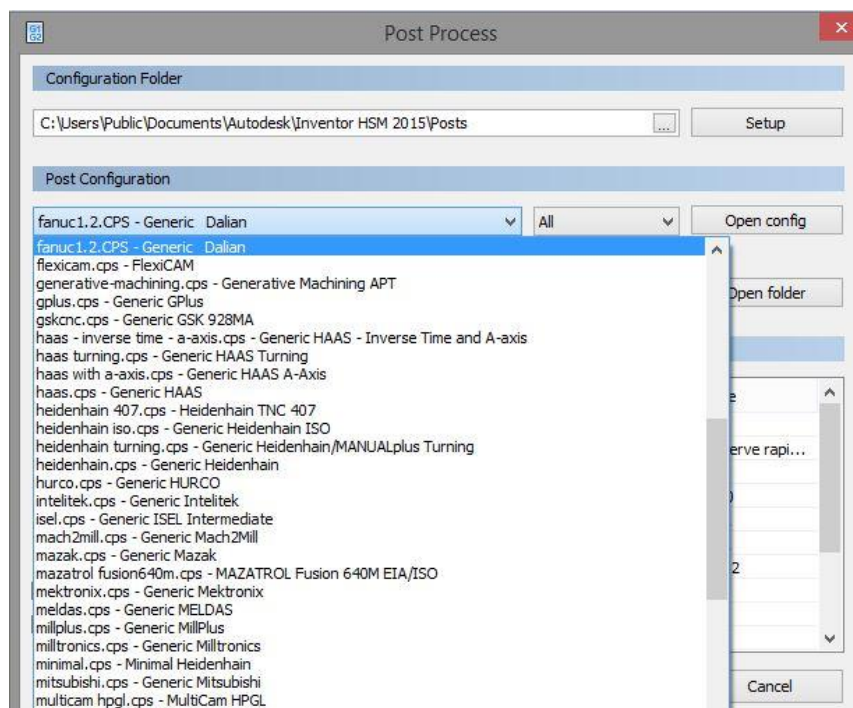 G1
G2
Post Process
Configuration Folder
C:\Users\Public\Documents\Autodesk\Inventor HSM 2015\Posts
...
Setup
Post Configuration
fanuc1.2.CPS - Generic Dalian
All
Open config
fanuc1.2.CPS - Generic Dalian
flexicam.cps - FlexiCAM
generative-machining.cps - Generative Machining APT
gplus.cps - Generic GPlus
Open folder
gskcnc.cps - Generic GSK 928MA
haas - inverse time - a-axis.cps - Generic HAAS - Inverse Time and A-axis
haas turning.cps - Generic HAAS Turning
haas with a-axis.cps - Generic HAAS A-Axis
haas.cps - Generic HAAS
heidenhain 407.cps - Heidenhain TNC 407
heidenhain iso.cps - Generic Heidenhain ISO
heidenhain turning.cps - Generic Heidenhain/MANUALplus Turning
erve rapi...
heidenhain.cps - Generic Heidenhain
hurco.cps - Generic HURCO
intelitek.cps - Generic Intelitek
isel.cps - Generic ISEL Intermediate
mach2mill.cps - Generic Mach2Mill
mazak.cps - Generic Mazak
mazatrol fusion640m.cps - MAZATROL Fusion 640M EIA/ISO
2
mektronix.cps - Generic Mektronix
meldas.cps - Generic MELDAS
millplus.cps - Generic MillPlus
milltronics.cps - Generic Milltronics
minimal.cps - Minimal Heidenhain
mitsubishi.cps - Generic Mitsubishi
Cancel
multicam hpgl.cps - MultiCam HPGL